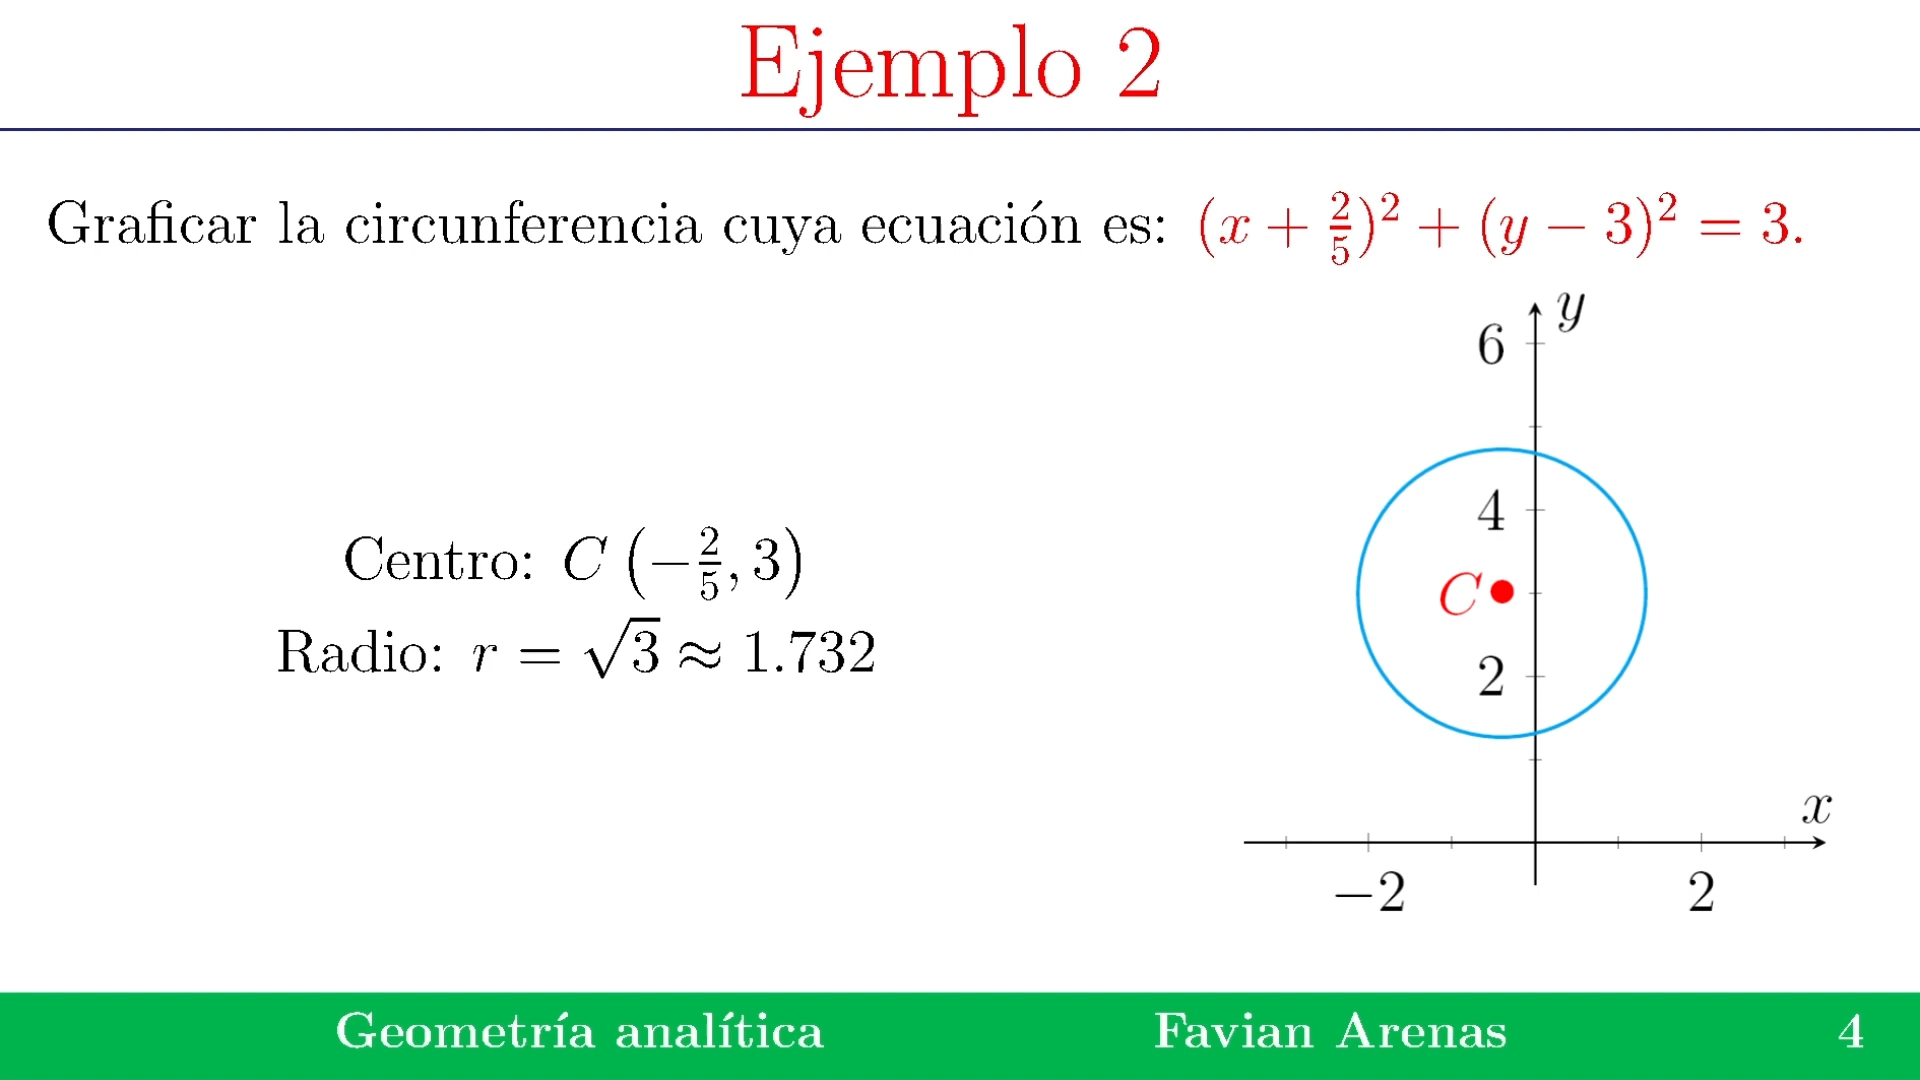 Ejemplo 2
Graficar la circunferencia cuya ecuación es: (x + 2/5)² + (y − 3)² = 3.
y
6
4
Centro: C (−2/5, 3)
C
Radio: r = √3 ≈ 1.732
2
x
−2 2
Geometría analítica Favian Arenas 4